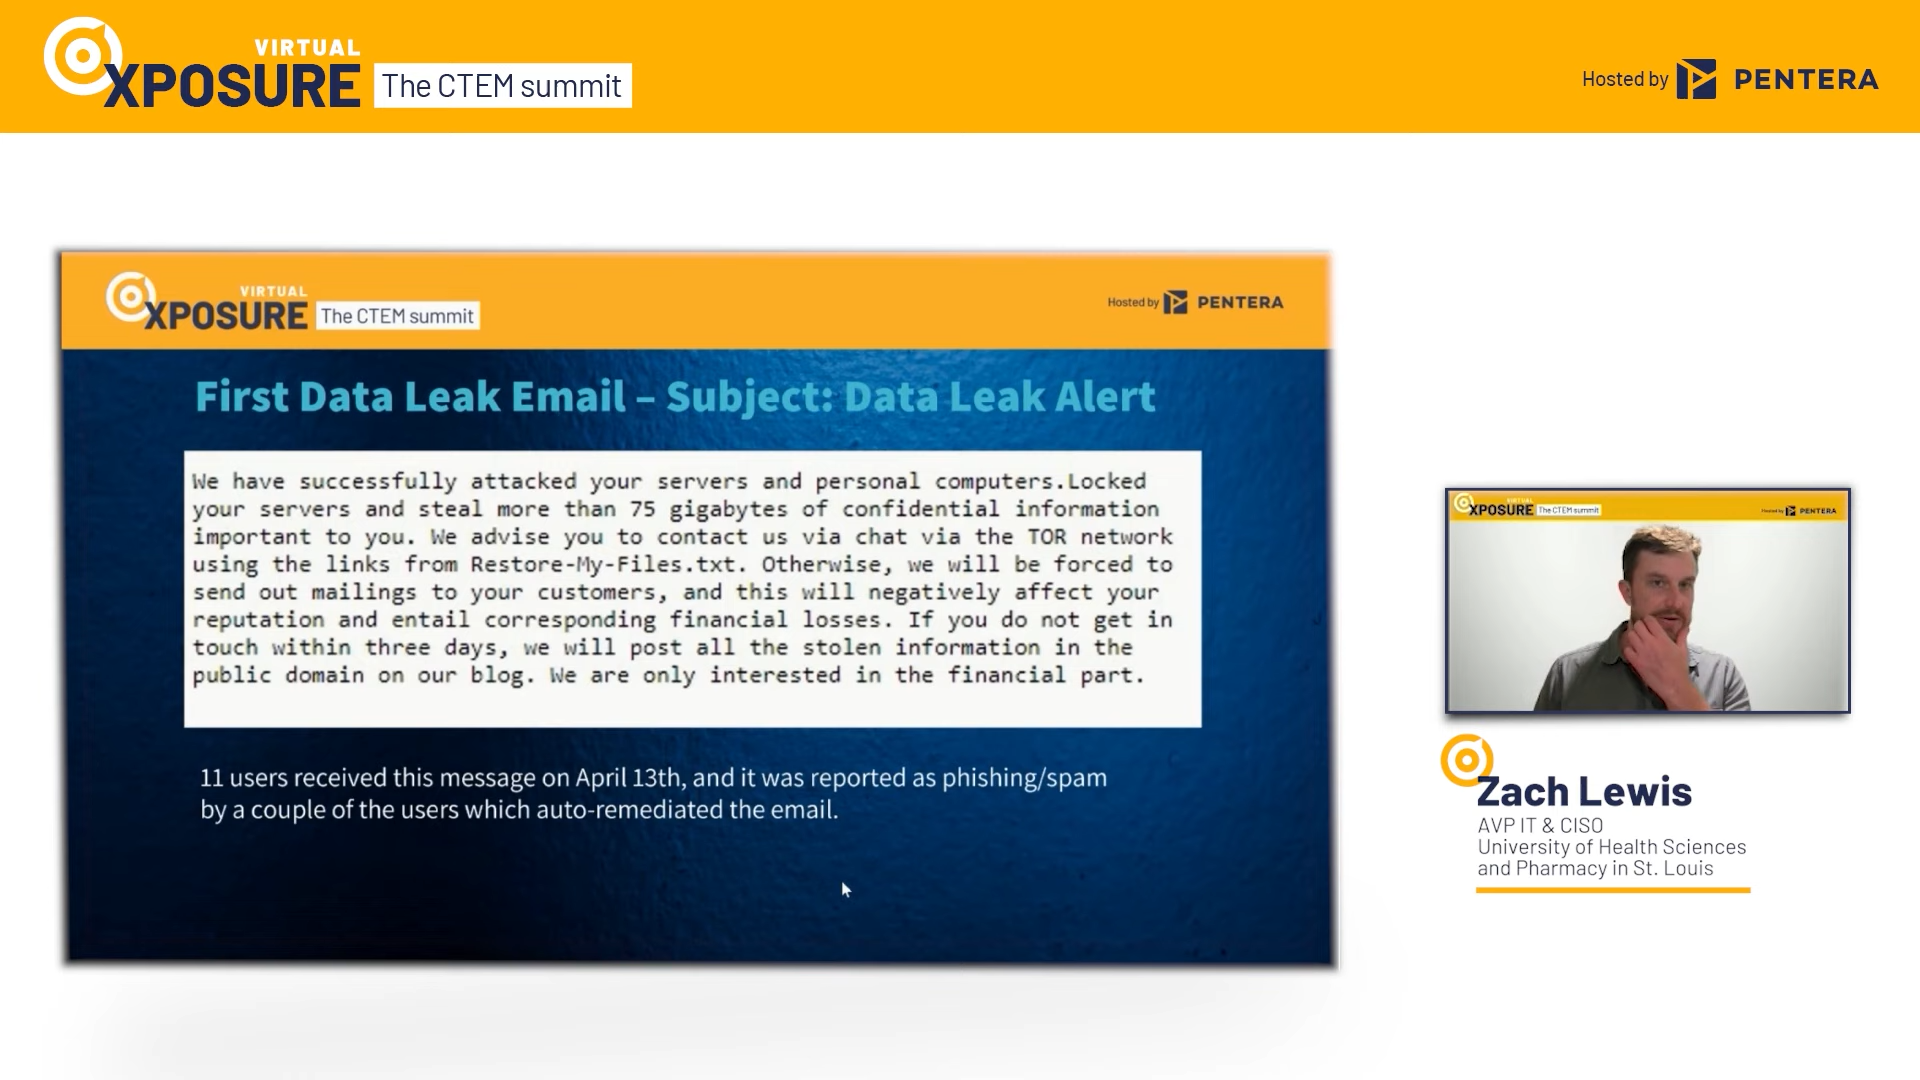 VIRTUAL
XPOSURE The CTEM summit
Hosted by PENTERA
VIRTUAL
XPOSURE The CTEM summit
Hosted by PENTERA
First Data Leak Email – Subject: Data Leak Alert
We have successfully attacked your servers and personal computers.Locked
your servers and steal more than 75 gigabytes of confidential information
important to you. We advise you to contact us via chat via the TOR network
using the links from Restore-My-Files.txt. Otherwise, we will be forced to
send out mailings to your customers, and this will negatively affect your
reputation and entail corresponding financial losses. If you do not get in
touch within three days, we will post all the stolen information in the
public domain on our blog. We are only interested in the financial part.
11 users received this message on April 13th, and it was reported as phishing/spam
by a couple of the users which auto-remediated the email.
VIRTUAL
XPOSURE The CTEM summit
Hosted by PENTERA
Zach Lewis
AVP IT & CISO
University of Health Sciences
and Pharmacy in St. Louis